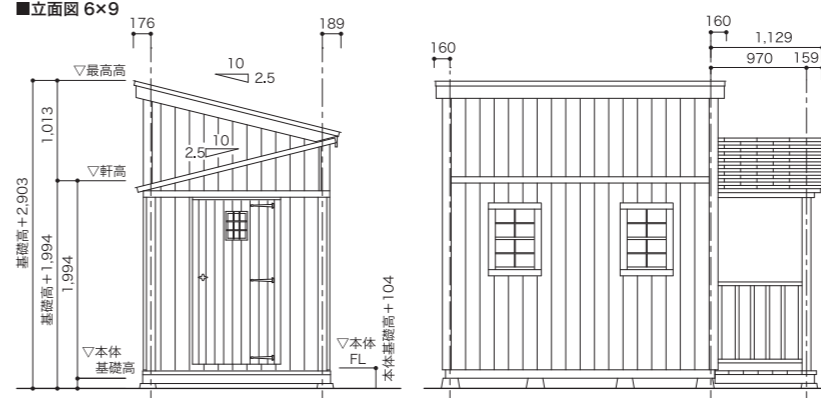 ■立面図 6×9
176
189
▽最高高
10
2.5
1,013
10
2.5
▽軒高
基礎高+2,903
基礎高+1,994
1,994
▽本体
基礎高
▽本体
FL
本体基礎高+104
160
160
1,129
970
159